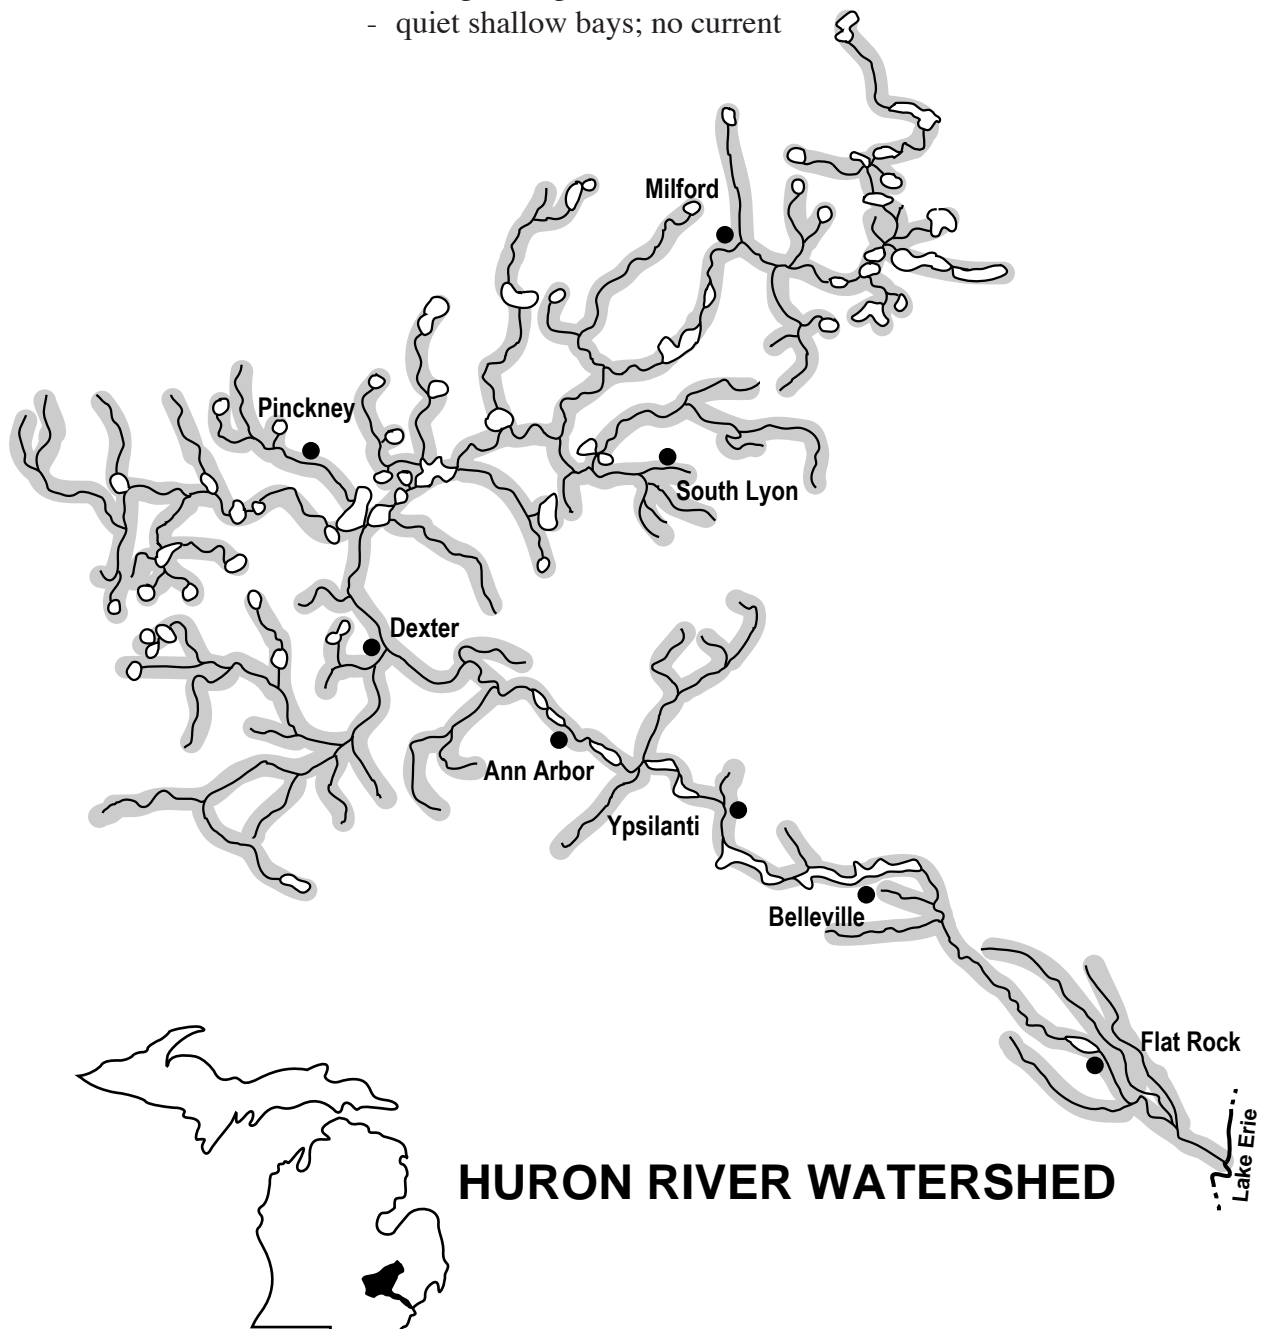 - quiet shallow bays; no current
Milford
Pinckney
South Lyon
Dexter
Ann Arbor
Ypsilanti
Belleville
Flat Rock
Lake Erie
HURON RIVER WATERSHED